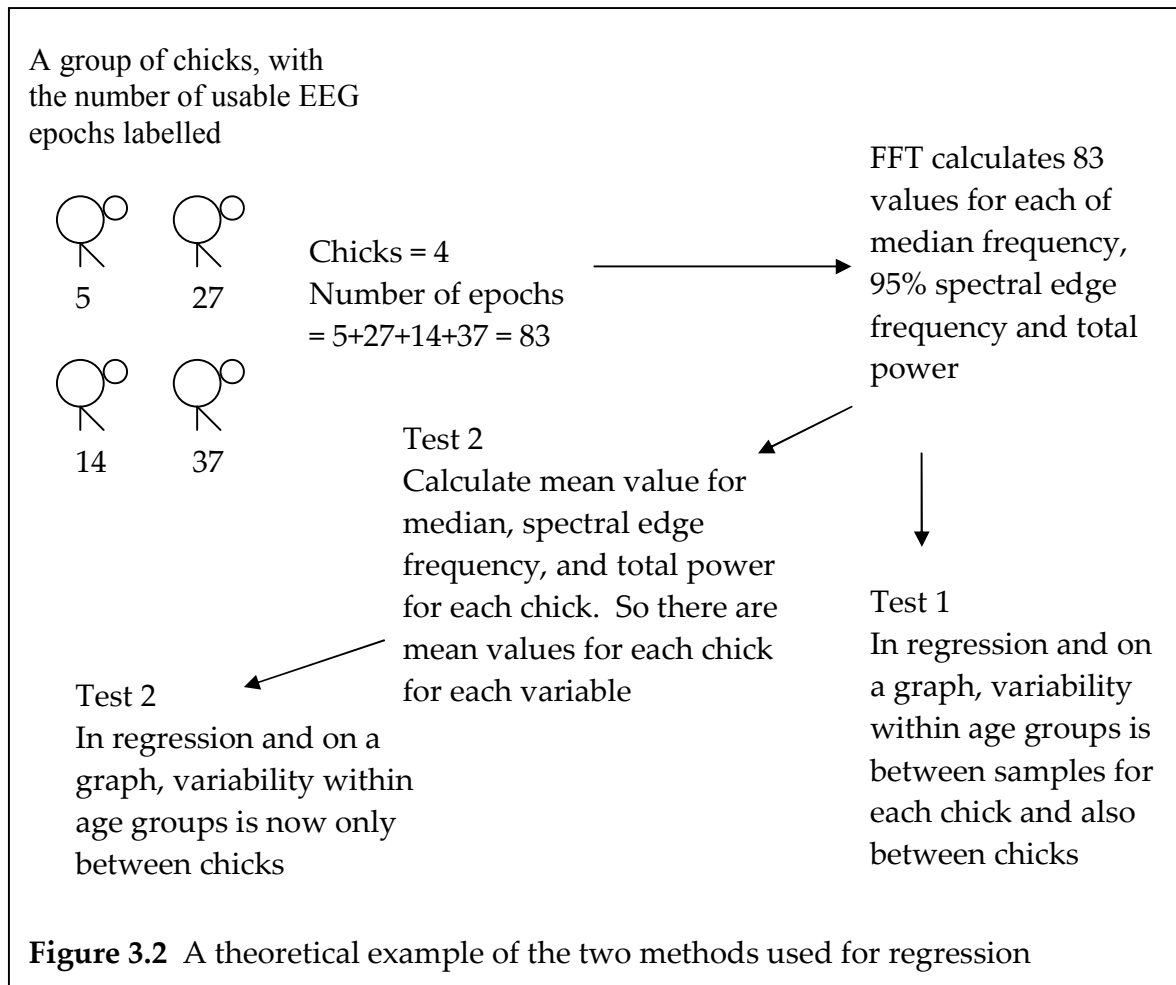 A group of chicks, with
the number of usable EEG
epochs labelled
5
27
14
37
Chicks = 4
Number of epochs
= 5+27+14+37 = 83
FFT calculates 83
values for each of
median frequency,
95% spectral edge
frequency and total
power
Test 2
Calculate mean value for
median, spectral edge
frequency, and total power
for each chick.  So there are
mean values for each chick
for each variable
Test 1
In regression and on
a graph, variability
within age groups is
between samples for
each chick and also
between chicks
Test 2
In regression and on a
graph, variability within
age groups is now only
between chicks
Figure 3.2  A theoretical example of the two methods used for regression